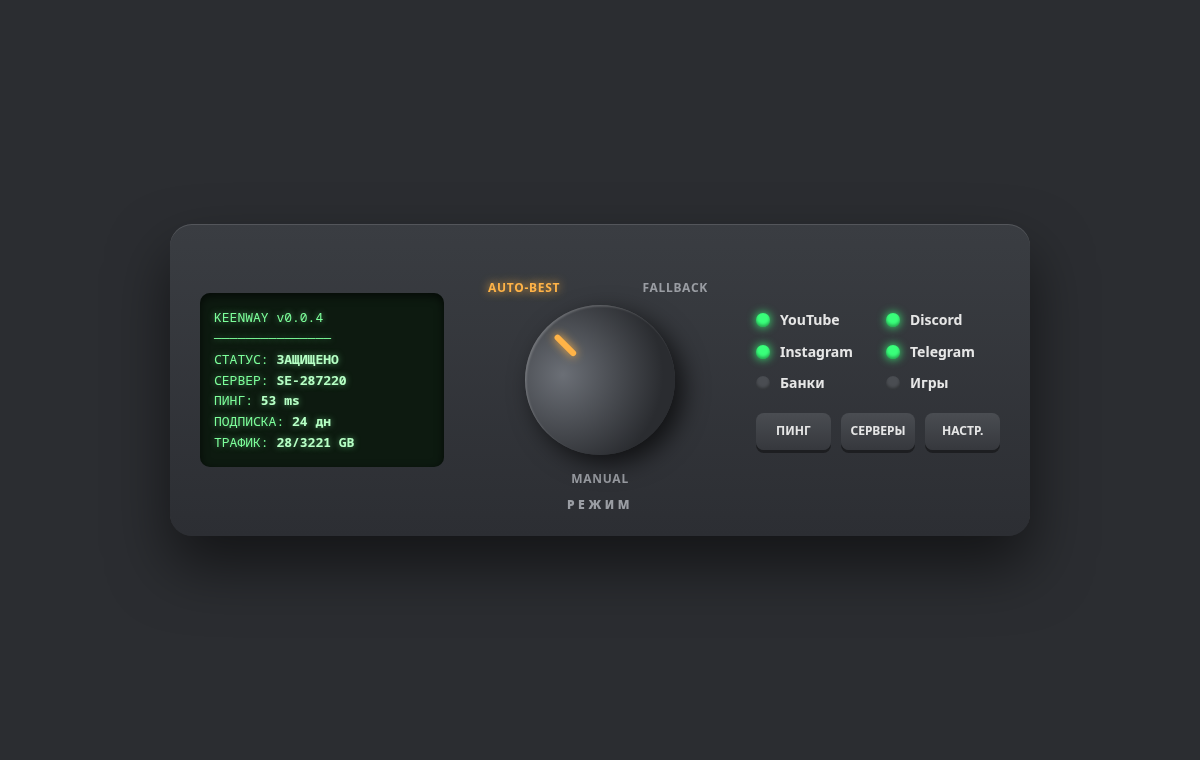 KEENWAY v0.0.4
СТАТУС: ЗАЩИЩЕНО
СЕРВЕР: SE-287220
ПИНГ: 53 ms
ПОДПИСКА: 24 дн
ТРАФИК: 28/3221 GB
AUTO-BEST
FALLBACK
MANUAL
РЕЖИМ
YouTube
Discord
Instagram
Telegram
Банки
Игры
ПИНГ
СЕРВЕРЫ
НАСТР.